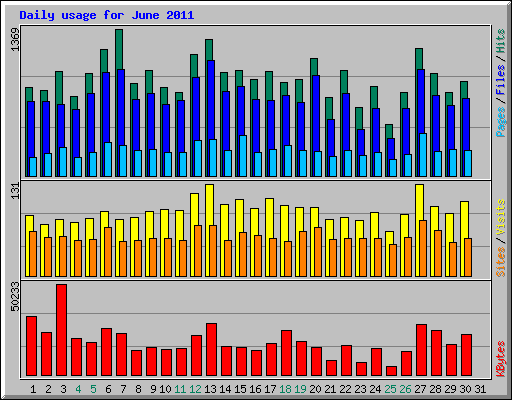 Daily usage for June 2011
1369
Pages / Files / Hits
131
Sites / Visits
50233
KBytes
1 2 3 4 5 6 7 8 9 10 11 12 13 14 15 16 17 18 19 20 21 22 23 24 25 26 27 28 29 30 31